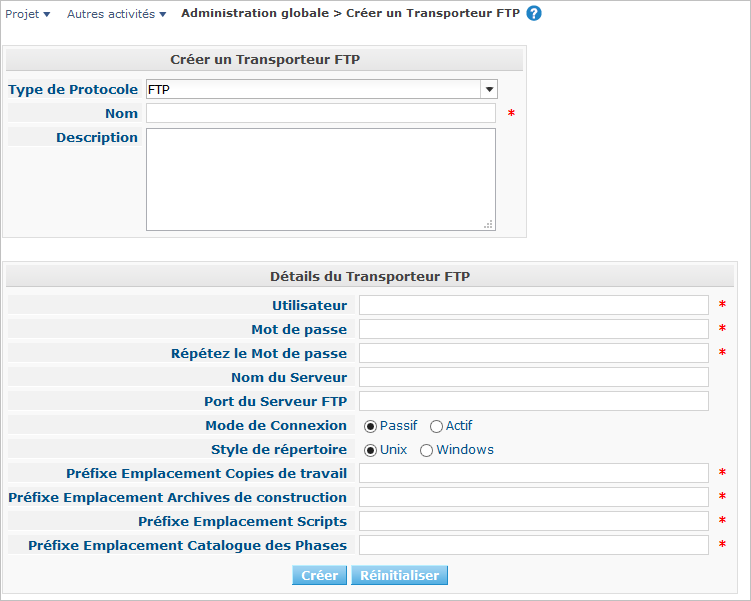 Projet Autres activités Administration globale > Créer un Transporteur FTP ?
Créer un Transporteur FTP
Type de Protocole FTP
Nom *
Description
Détails du Transporteur FTP
Utilisateur *
Mot de passe *
Répétez le Mot de passe *
Nom du Serveur
Port du Serveur FTP
Mode de Connexion Passif Actif
Style de répertoire Unix Windows
Préfixe Emplacement Copies de travail *
Préfixe Emplacement Archives de construction *
Préfixe Emplacement Scripts *
Préfixe Emplacement Catalogue des Phases *
Créer Réinitialiser